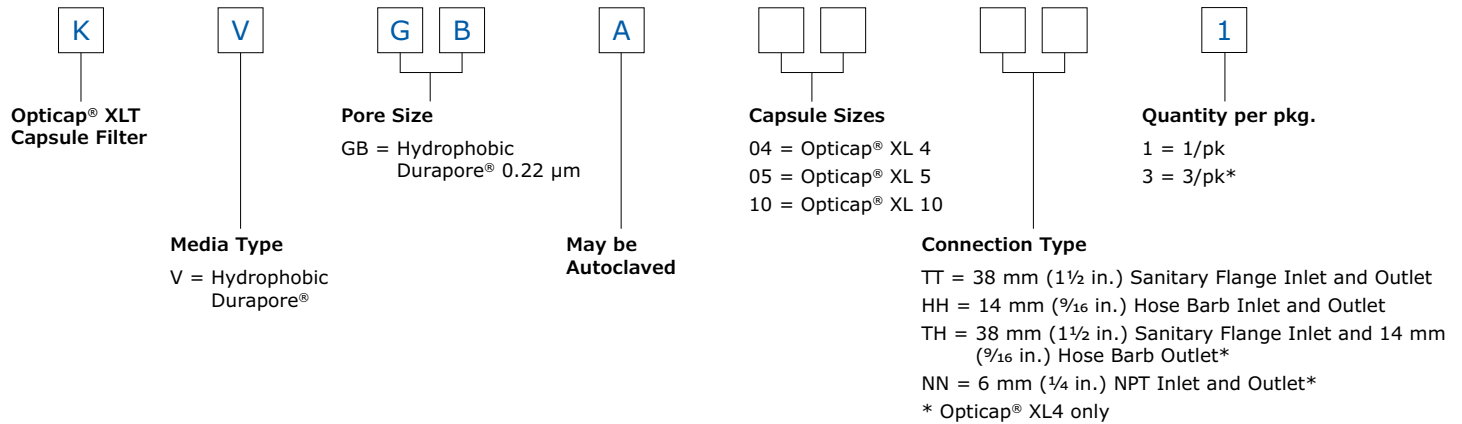 K V G B A 1
Opticap® XLT
Capsule Filter
Pore Size
GB = Hydrophobic
Durapore® 0.22 µm
Capsule Sizes
04 = Opticap® XL 4
05 = Opticap® XL 5
10 = Opticap® XL 10
Quantity per pkg.
1 = 1/pk
3 = 3/pk*
Media Type
V = Hydrophobic
Durapore®
May be
Autoclaved
Connection Type
TT = 38 mm (1½ in.) Sanitary Flange Inlet and Outlet
HH = 14 mm (⁹⁄₁₆ in.) Hose Barb Inlet and Outlet
TH = 38 mm (1½ in.) Sanitary Flange Inlet and 14 mm
(⁹⁄₁₆ in.) Hose Barb Outlet*
NN = 6 mm (¼ in.) NPT Inlet and Outlet*
* Opticap® XL4 only